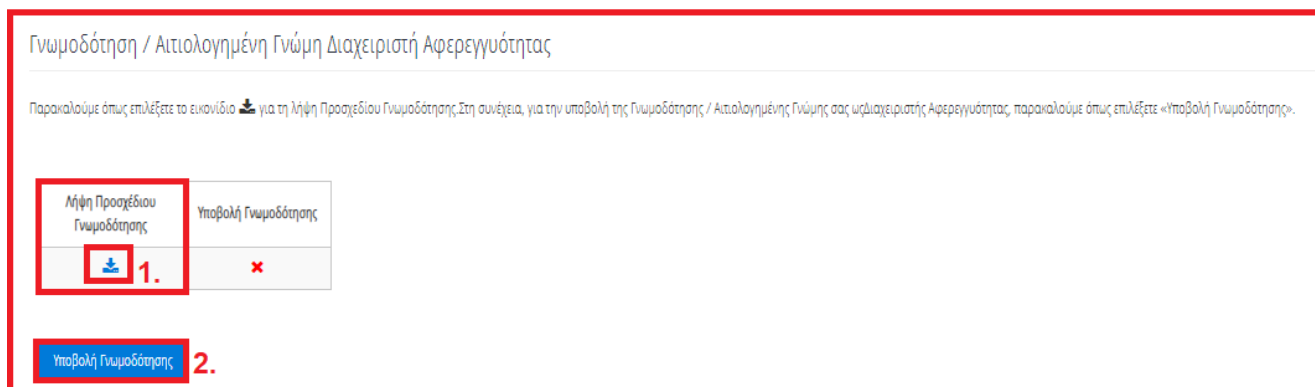 Γνωμοδότηση / Αιτιολογημένη Γνώμη Διαχειριστή Αφερεγγυότητας
Παρακαλούμε όπως επιλέξετε το εικονίδιο για τη λήψη Προσχεδίου Γνωμοδότησης.Στη συνέχεια, για την υποβολή της Γνωμοδότησης / Αιτιολογημένης Γνώμης σας ωςΔιαχειριστής Αφερεγγυότητας, παρακαλούμε όπως επιλέξετε «Υποβολή Γνωμοδότησης».
Λήψη Προσχέδιου
Γνωμοδότησης
Υποβολή Γνωμοδότησης
1.
Υποβολή Γνωμοδότησης
2.